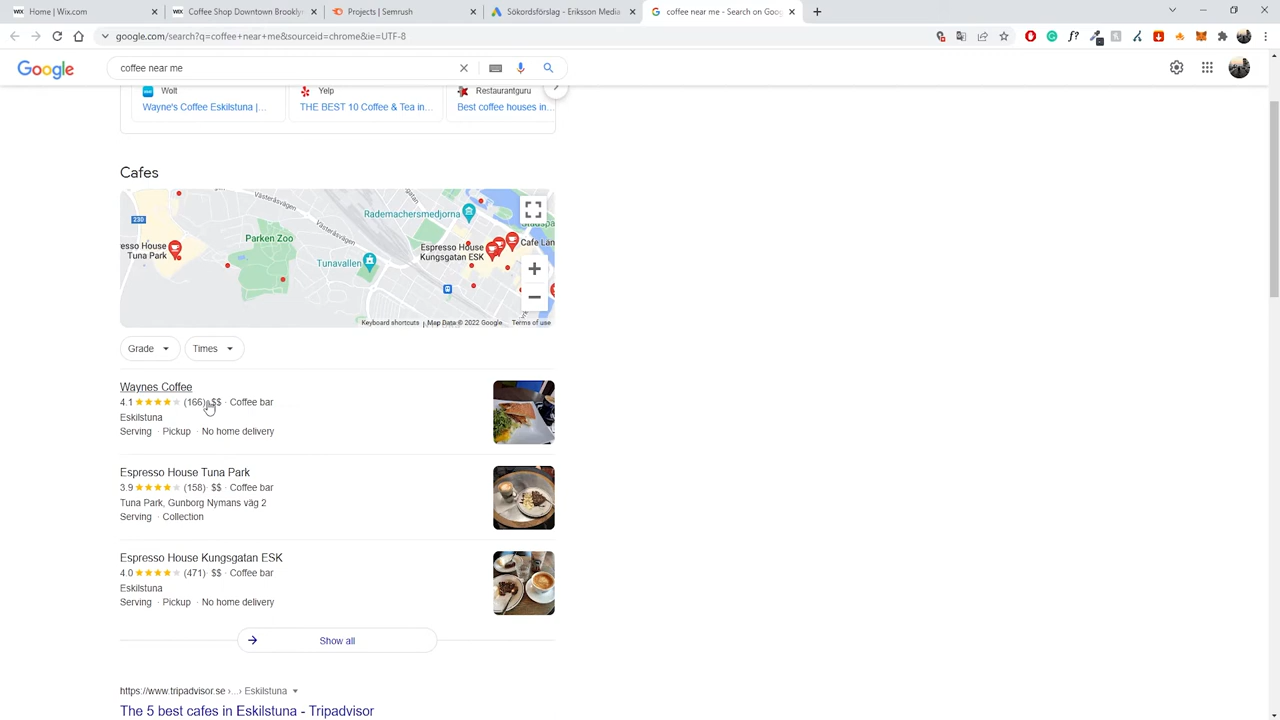 WIX Home | Wix.com
WIX Coffee Shop Downtown Brooklyn
Projects | Semrush
Sökordsförslag - Eriksson Media
coffee near me - Search on Goo
google.com/search?q=coffee+near+me&sourceid=chrome&ie=UTF-8
Google
coffee near me
Wolt
Wayne's Coffee Eskilstuna |...
Yelp
THE BEST 10 Coffee & Tea in...
Restaurantguru
Best coffee houses in...
Cafes
230
Västeråsvägen
Västeråsvägen
Rademachersmedjorna
Stadspa
Parken Zoo
Tunavallen
Espresso House
Kungsgatan ESK
Cafe Lan
esso House
Tuna Park
Keyboard shortcuts
Map Data © 2022 Google
Terms of use
Grade
Times
Waynes Coffee
4.1 (166) · $$ · Coffee bar
Eskilstuna
Serving · Pickup · No home delivery
Espresso House Tuna Park
3.9 (158) · $$ · Coffee bar
Tuna Park, Gunborg Nymans väg 2
Serving · Collection
Espresso House Kungsgatan ESK
4.0 (471) · $$ · Coffee bar
Eskilstuna
Serving · Pickup · No home delivery
Show all
https://www.tripadvisor.se › ... › Eskilstuna
The 5 best cafes in Eskilstuna - Tripadvisor